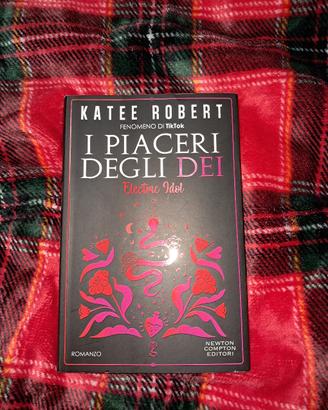 KATEE ROBERT
FENOMENO DI TikTok
I PIACERI
DEGLI DEI
Electric Idol
ROMANZO
NEWTON
COMPTON
EDITORI